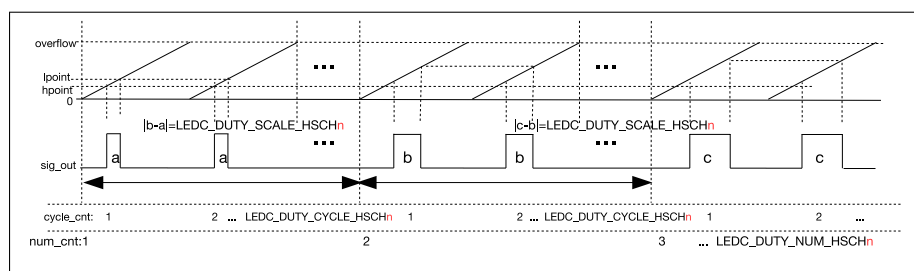 overflow
lpoint
hpoint
0
... ...
|b-a|=LEDC_DUTY_SCALE_HSCHn |c-b|=LEDC_DUTY_SCALE_HSCHn
... ...
sig_out a a b b c c
cycle_cnt: 1 2 ... LEDC_DUTY_CYCLE_HSCHn 1 2 ... LEDC_DUTY_CYCLE_HSCHn 1 2 ...
num_cnt:1 2 3 ... LEDC_DUTY_NUM_HSCHn